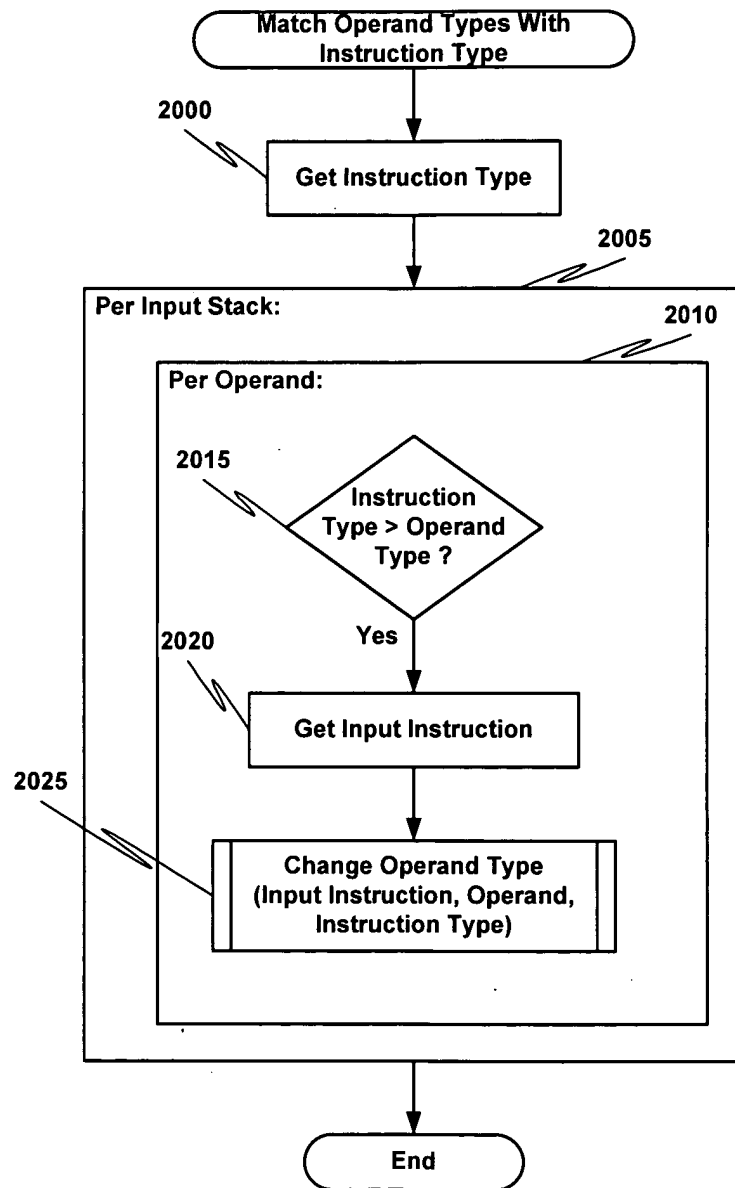 Match Operand Types With
Instruction Type
2000
Get Instruction Type
2005
Per Input Stack:
2010
Per Operand:
2015
Instruction
Type > Operand
Type ?
Yes
2020
Get Input Instruction
2025
Change Operand Type
(Input Instruction, Operand,
Instruction Type)
End